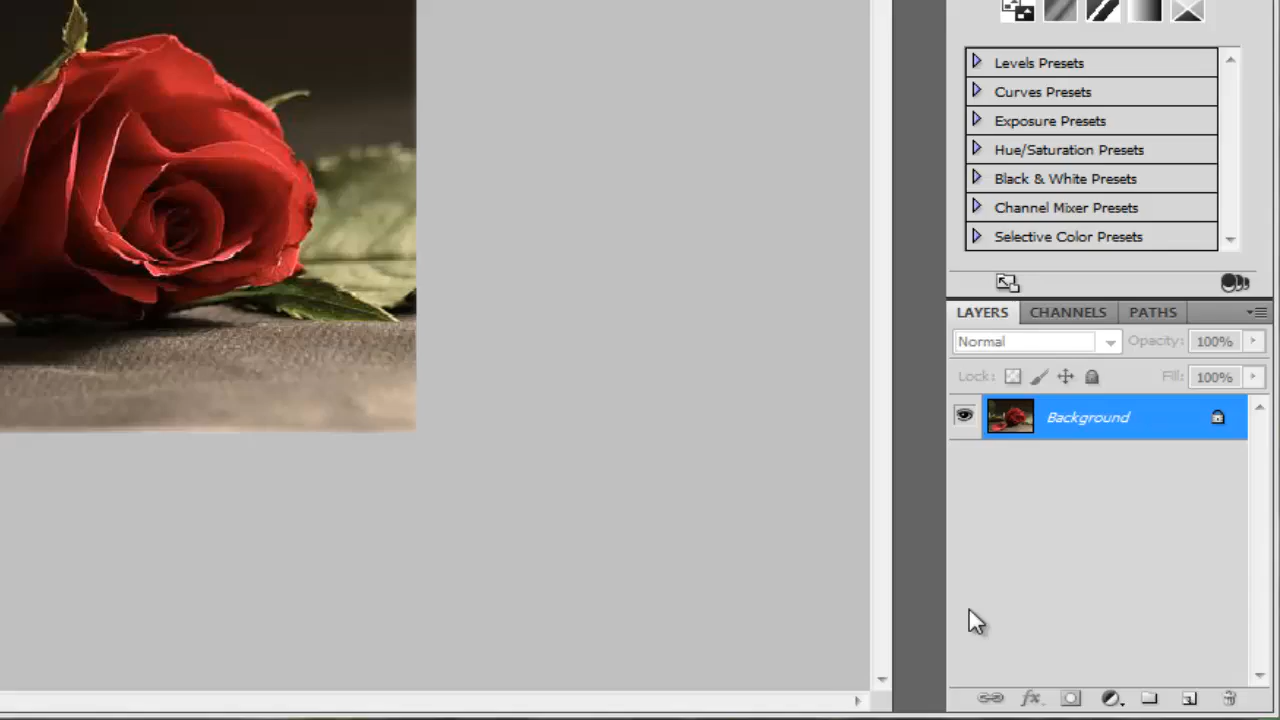 Levels Presets
Curves Presets
Exposure Presets
Hue/Saturation Presets
Black & White Presets
Channel Mixer Presets
Selective Color Presets
LAYERS CHANNELS PATHS
Normal Opacity: 100%
Lock: Fill: 100%
Background
fx